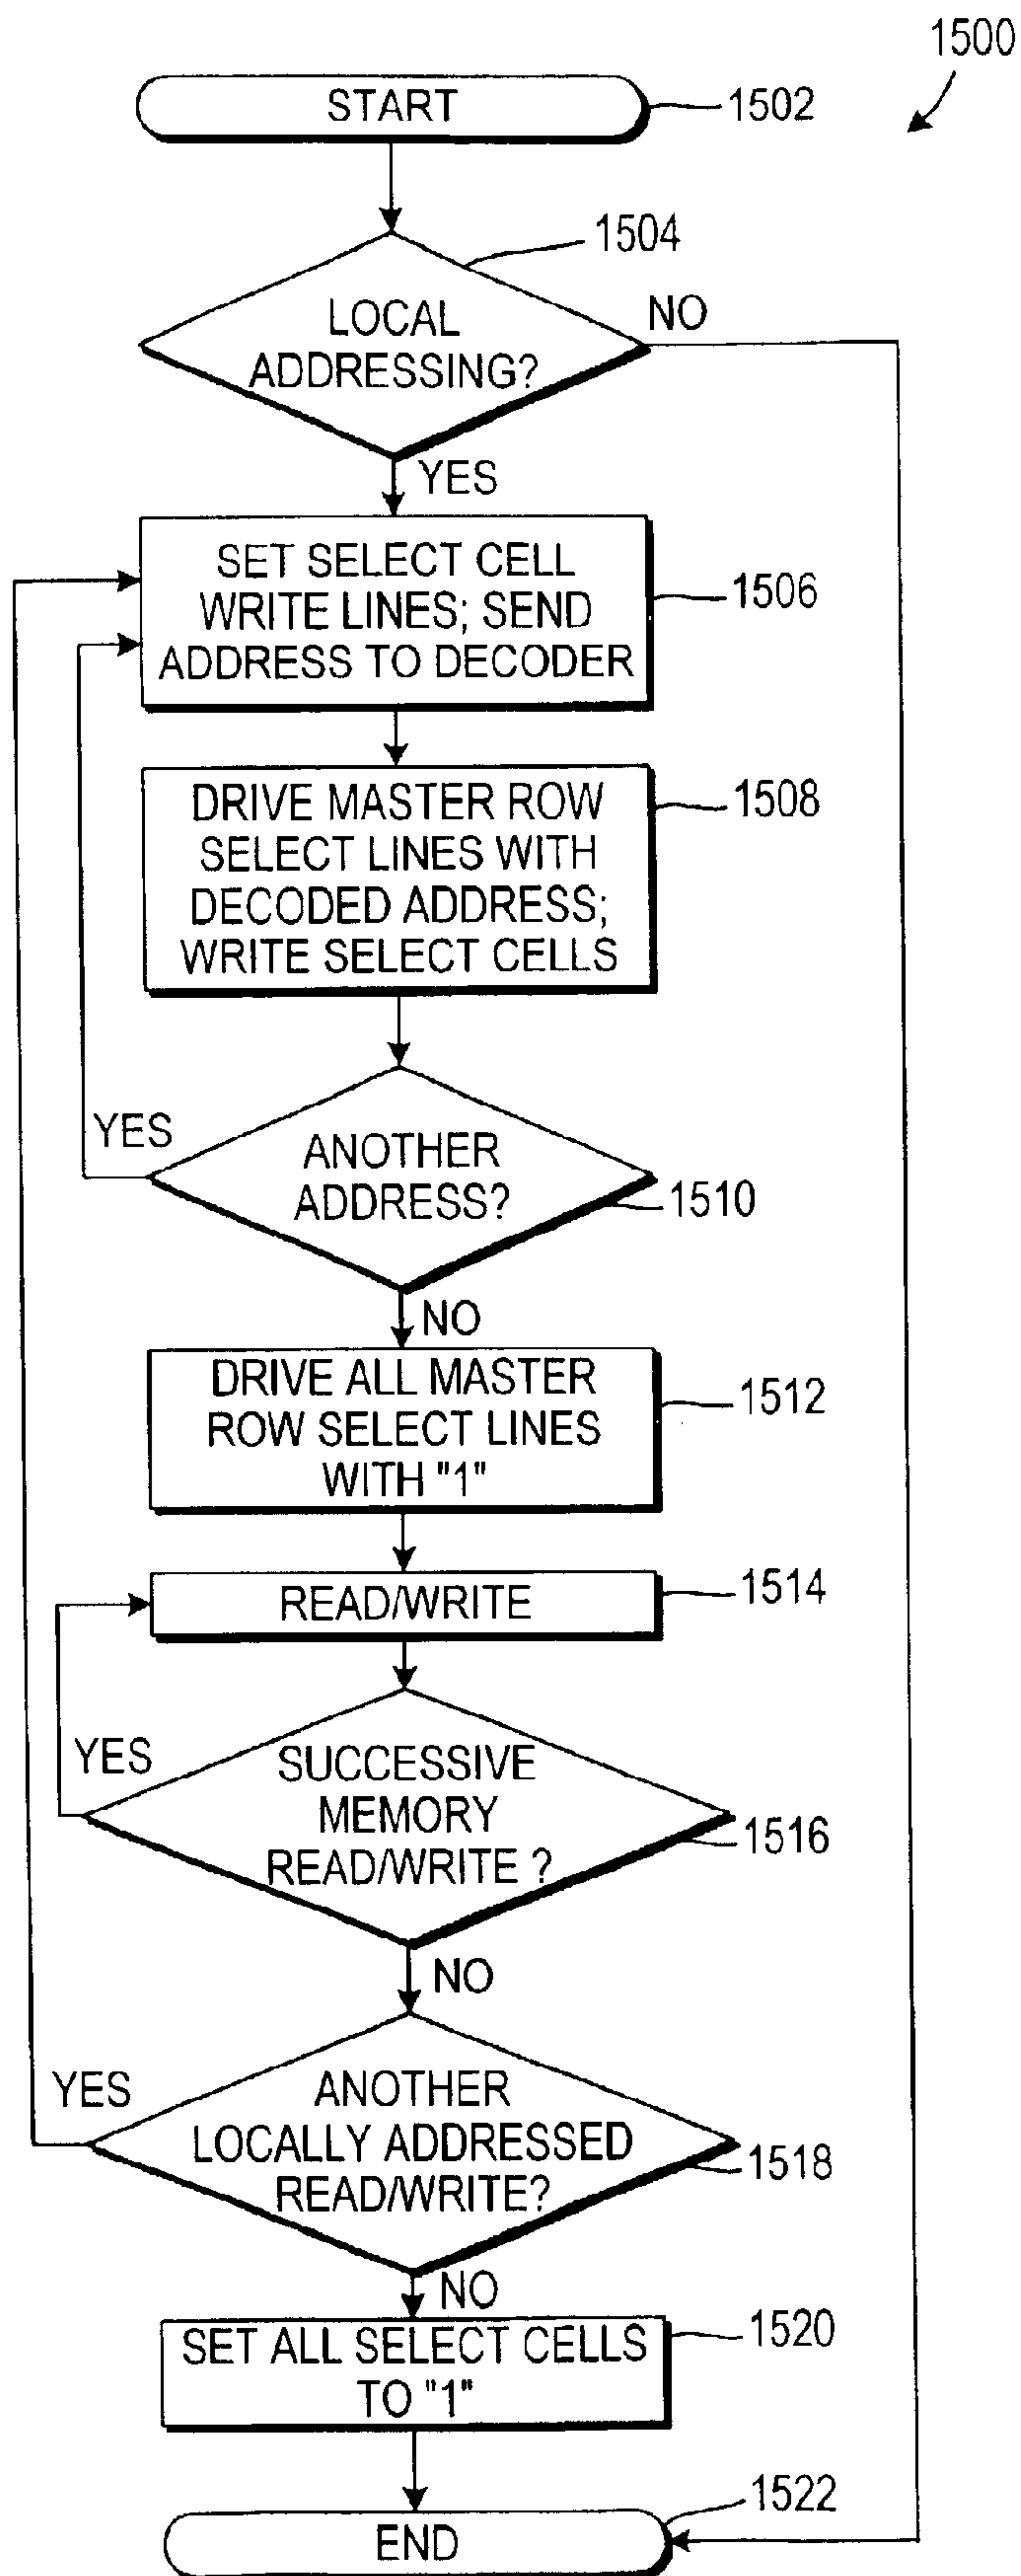 1500
START
1502
1504
LOCAL
ADDRESSING?
NO
YES
SET SELECT CELL
WRITE LINES; SEND
ADDRESS TO DECODER
1506
DRIVE MASTER ROW
SELECT LINES WITH
DECODED ADDRESS;
WRITE SELECT CELLS
1508
YES
ANOTHER
ADDRESS?
1510
NO
DRIVE ALL MASTER
ROW SELECT LINES
WITH "1"
1512
READ/WRITE
1514
YES
SUCCESSIVE
MEMORY
READ/WRITE ?
1516
NO
YES
ANOTHER
LOCALLY ADDRESSED
READ/WRITE?
1518
NO
SET ALL SELECT CELLS
TO "1"
1520
END
1522